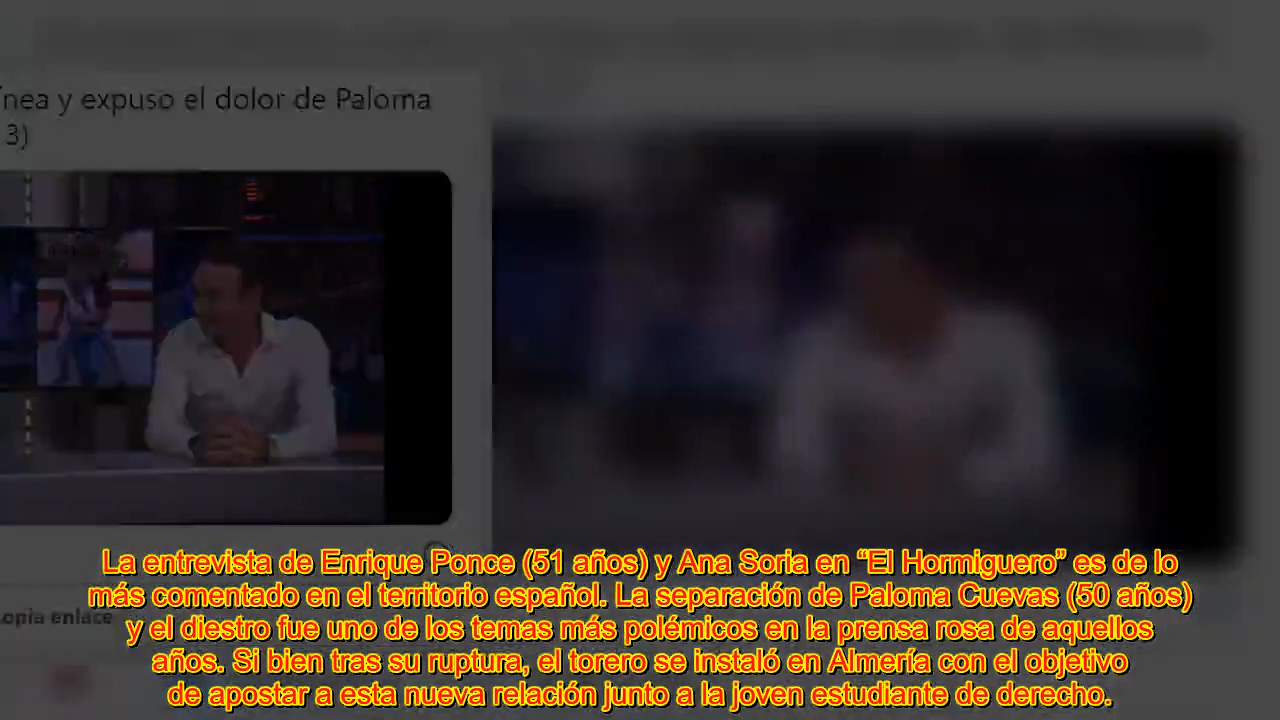 nea y expuso el dolor de Paloma
3)
opia enlace
La entrevista de Enrique Ponce (51 años) y Ana Soria en “El Hormiguero” es de lo
más comentado en el territorio español. La separación de Paloma Cuevas (50 años)
y el diestro fue uno de los temas más polémicos en la prensa rosa de aquellos
años. Si bien tras su ruptura, el torero se instaló en Almería con el objetivo
de apostar a esta nueva relación junto a la joven estudiante de derecho.